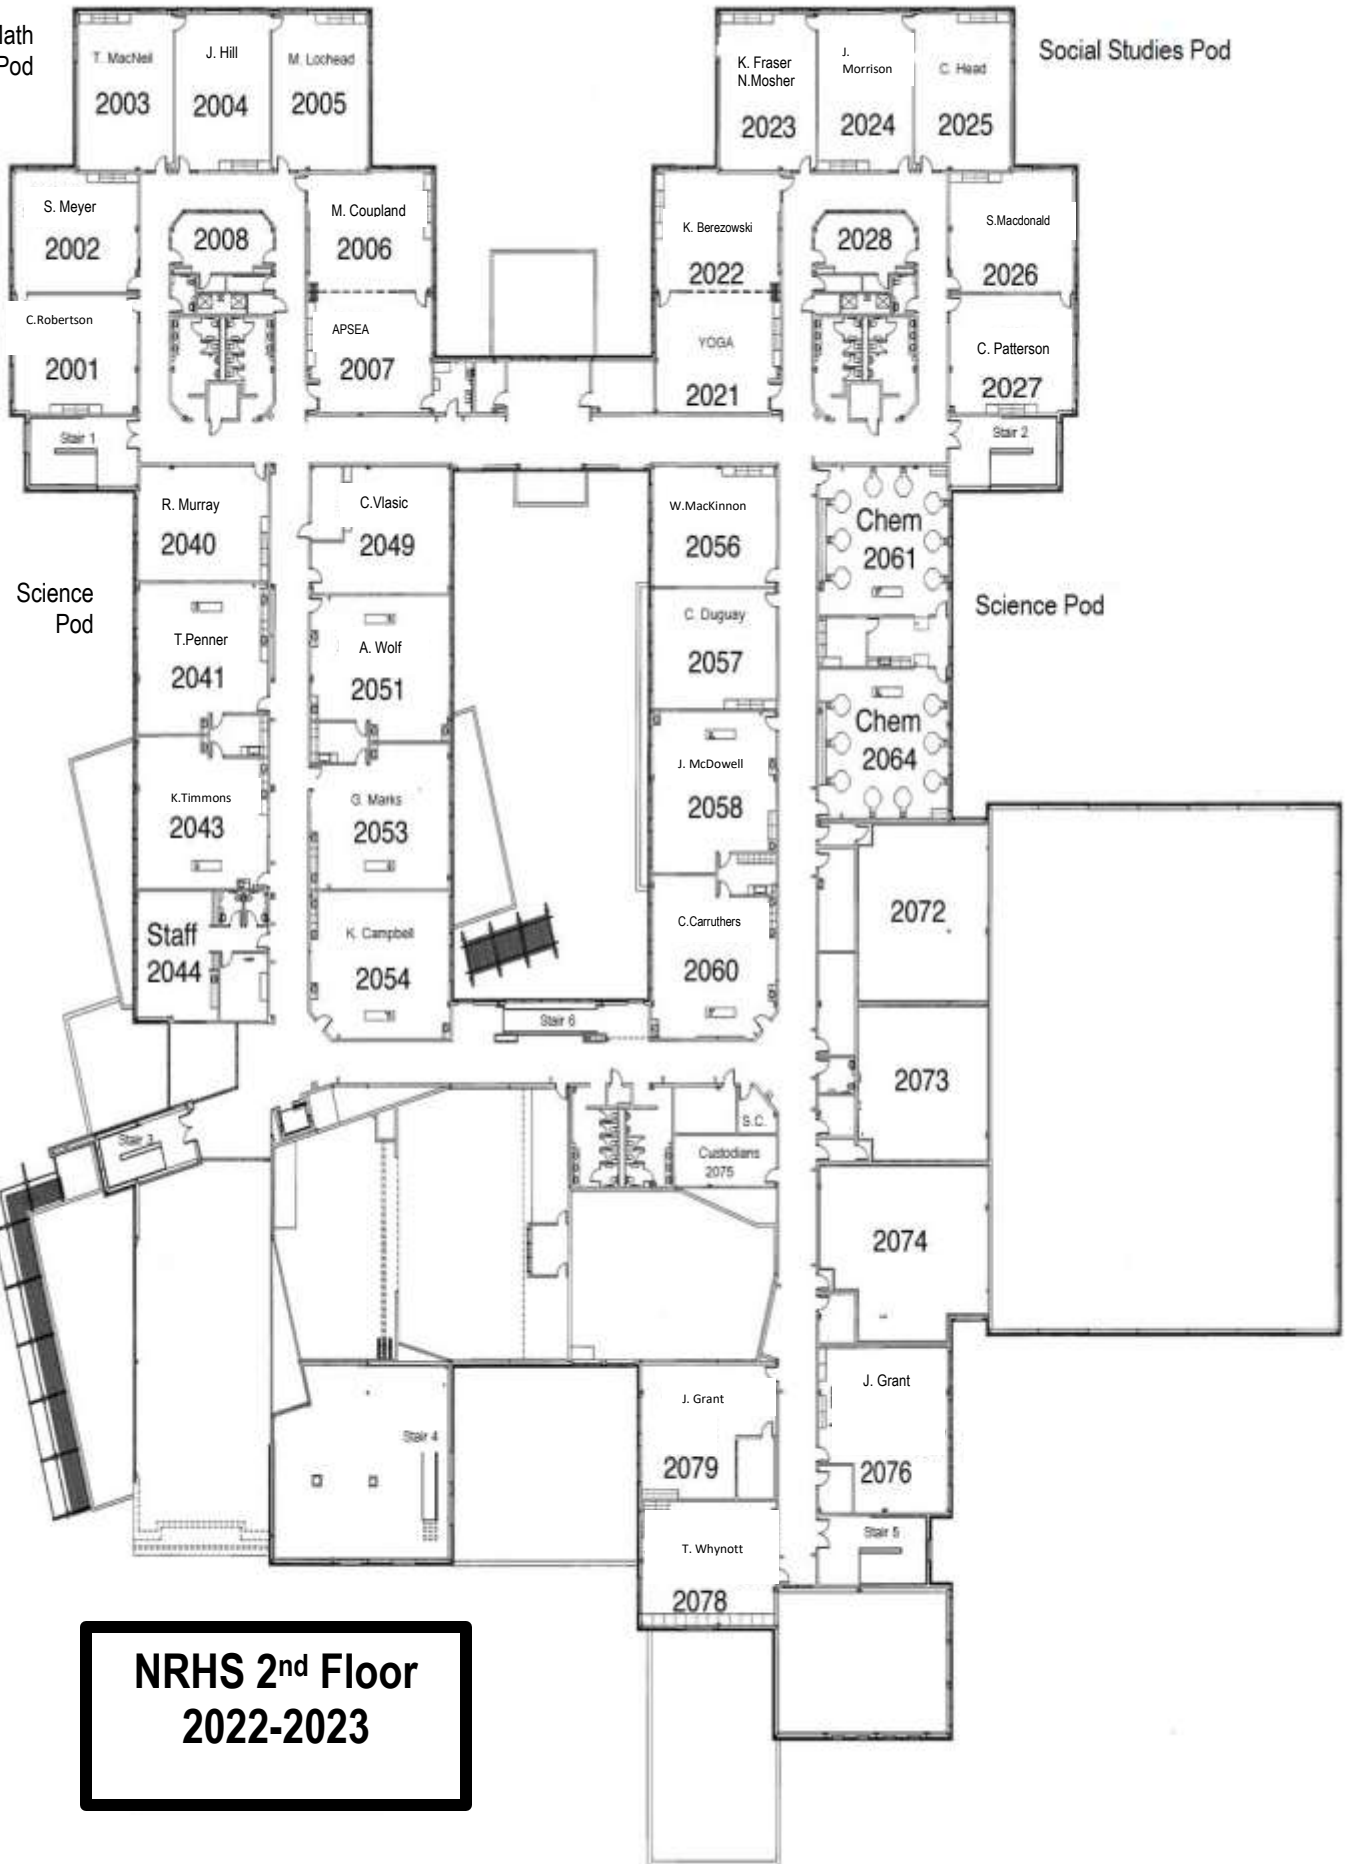 lath
Pod
T. MacNeil
2003
J. Hill
2004
M. Lochead
2005
K. Fraser
N.Mosher
2023
J.
Morrison
2024
C. Head
2025
Social Studies Pod
S. Meyer
2002
2008
M. Coupland
2006
K. Berezowski
2022
2028
S.Macdonald
2026
C.Robertson
2001
APSEA
2007
YOGA
2021
C. Patterson
2027
Stair 1
Stair 2
R. Murray
2040
C.Vlasic
2049
W.MacKinnon
2056
Chem
2061
Science
Pod
T.Penner
2041
A. Wolf
2051
C. Duguay
2057
Science Pod
K.Timmons
2043
G. Marks
2053
J. McDowell
2058
Chem
2064
Staff
2044
K. Campbell
2054
C.Carruthers
2060
2072
Stair 6
2073
Stair 3
S.C.
Custodians
2075
2074
Stair 4
J. Grant
2079
J. Grant
2076
Stair 5
T. Whynott
2078
NRHS 2nd Floor
2022-2023